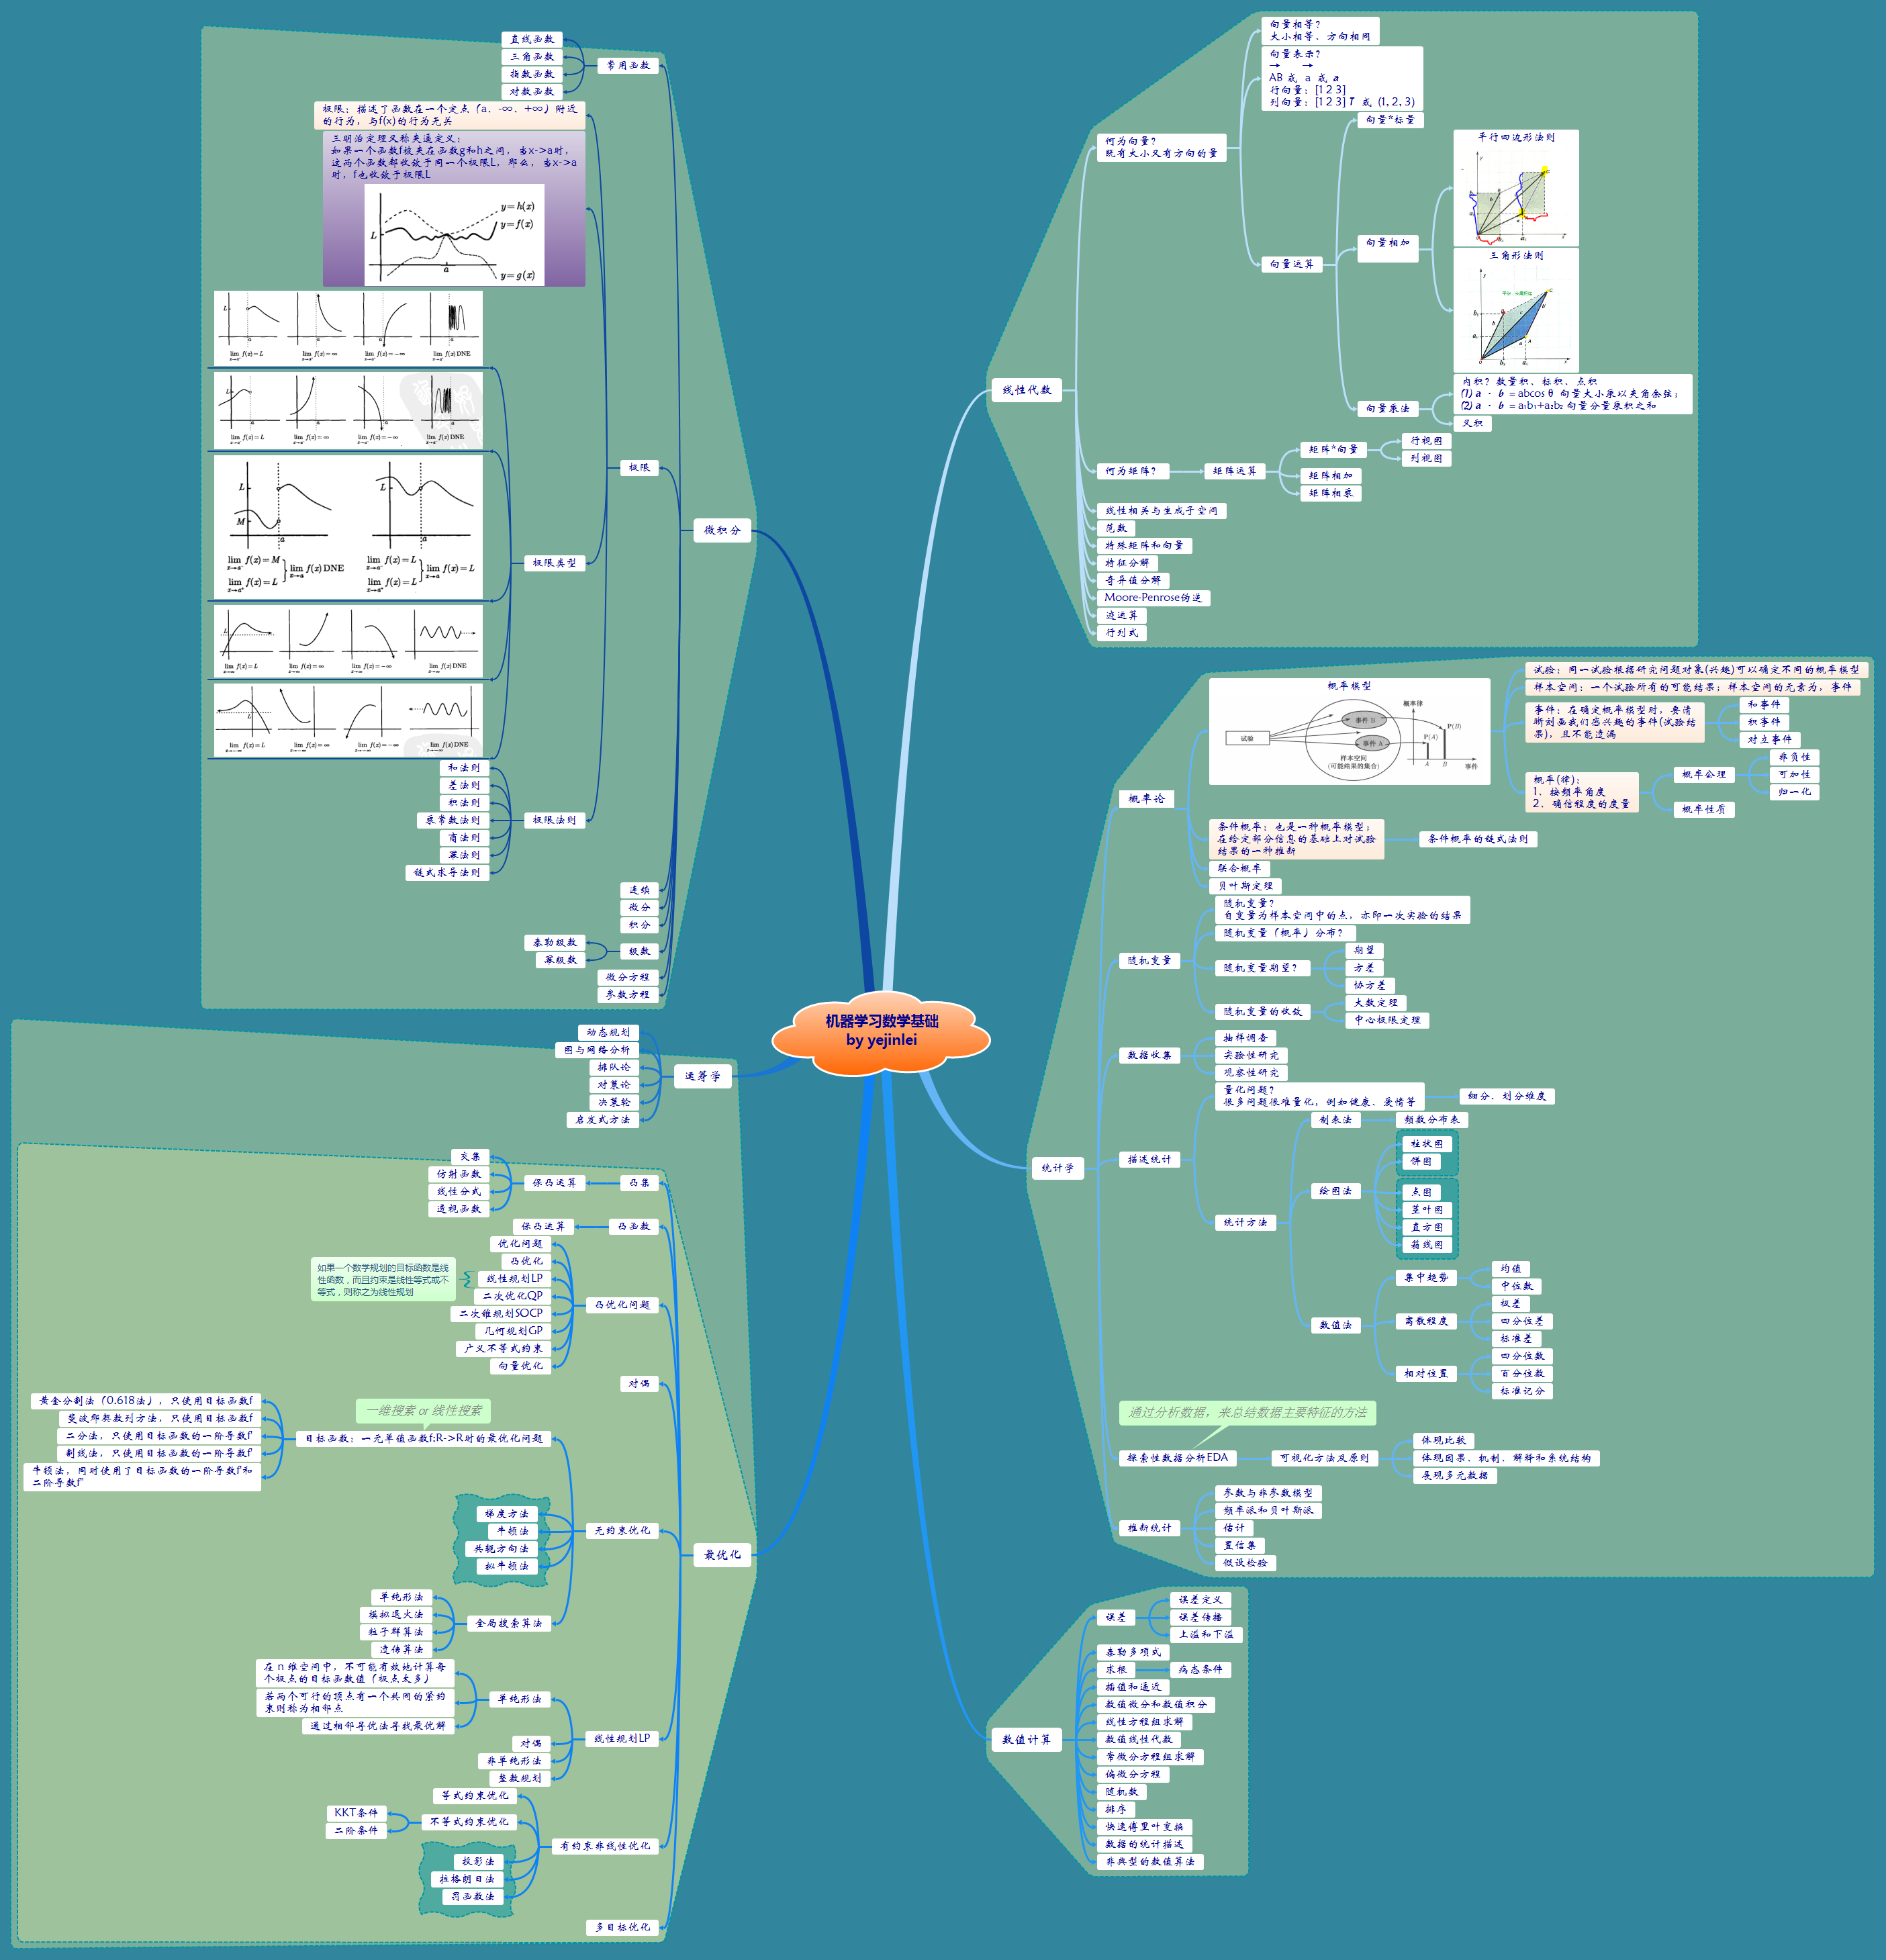 机器学习数学基础
by yejinlei
微积分
常用函数
直线函数
三角函数
指数函数
对数函数
极限
极限：描述了函数在一个定点（a、-∞、+∞）附近
的行为，与f(x)的行为无关
三明治定理又称夹逼定义：
如果一个函数f被夹在函数g和h之间，当x->a时，
这两个函数都收敛于同一个极限L，那么，当x->a
时，f也收敛于极限L
y=h(x)
y=f(x)
y=g(x)
L
a
极限类型
lim f(x)=L
lim f(x)=∞
lim f(x)=-∞
lim f(x) DNE
lim f(x)=L
lim f(x)=∞
lim f(x)=-∞
lim f(x) DNE
L
M
a
L
a
lim f(x)=M
x→a⁻
lim f(x)=L
x→a⁺
lim f(x) DNE
x→a
lim f(x)=L
x→a⁻
lim f(x)=L
x→a⁺
lim f(x)=L
x→a
lim f(x)=L
x→∞
lim f(x)=∞
x→∞
lim f(x)=-∞
x→∞
lim f(x) DNE
x→∞
lim f(x)=L
x→-∞
lim f(x)=∞
x→-∞
lim f(x)=-∞
x→-∞
lim f(x) DNE
x→-∞
极限法则
和法则
差法则
积法则
乘常数法则
商法则
幂法则
链式求导法则
连续
微分
积分
级数
泰勒级数
幂级数
微分方程
参数方程
运筹学
动态规划
图与网络分析
排队论
对策论
决策轮
启发式方法
最优化
凸集
保凸运算
交集
仿射函数
线性分式
透视函数
凸函数
保凸运算
凸优化问题
优化问题
凸优化
线性规划LP
如果一个数学规划的目标函数是线
性函数，而且约束是线性等式或不
等式，则称之为线性规划
二次优化QP
二次锥规划SOCP
几何规划GP
广义不等式约束
向量优化
对偶
无约束优化
一维搜索 or 线性搜索
目标函数：一元单值函数f:R->R时的最优化问题
黄金分割法（0.618法），只使用目标函数f
斐波那契数列方法，只使用目标函数f
二分法，只使用目标函数的一阶导数f'
割线法，只使用目标函数的一阶导数f'
牛顿法，同时使用了目标函数的一阶导数f'和
二阶导数f''
梯度方法
牛顿法
共轭方向法
拟牛顿法
全局搜索算法
单纯形法
模拟退火法
粒子群算法
遗传算法
线性规划LP
单纯形法
在 n 维空间中，不可能有效地计算每
个极点的目标函数值（极点太多）
若两个可行的顶点有一个共同的紧约
束则称为相邻点
通过相邻寻优法寻找最优解
对偶
非单纯形法
整数规划
有约束非线性优化
等式约束优化
不等式约束优化
KKT条件
二阶条件
投影法
拉格朗日法
罚函数法
多目标优化
线性代数
何为向量？
既有大小又有方向的量
向量相等？
大小相等、方向相同
向量表示？
→ →
AB 或 a 或 a
行向量：[1 2 3]
列向量：[1 2 3] T 或 (1, 2, 3)
向量运算
向量*标量
向量相加
平行四边形法则
三角形法则
向量乘法
内积？数量积、标积、点积
(1) a · b = abcos θ 向量大小乘以夹角余弦；
(2) a · b = a₁b₁+a₂b₂ 向量分量乘积之和
叉积
何为矩阵？
矩阵运算
矩阵*向量
行视图
列视图
矩阵相加
矩阵相乘
线性相关与生成子空间
范数
特殊矩阵和向量
特征分解
奇异值分解
Moore-Penrose伪逆
迹运算
行列式
统计学
概率论
概率模型
试验
事件 B
事件 A
样本空间
(可能结果的集合)
概率律
P(B)
P(A)
A B 事件
试验：同一试验根据研究问题对象(兴趣)可以确定不同的概率模型
样本空间：一个试验所有的可能结果；样本空间的元素为，事件
事件：在确定概率模型时，要清
晰刻画我们感兴趣的事件(试验结
果)，且不能遗漏
和事件
积事件
对立事件
概率(律)：
1、按频率角度
2、确信程度的度量
概率公理
非负性
可加性
归一化
概率性质
条件概率：也是一种概率模型；
在给定部分信息的基础上对试验
结果的一种推断
条件概率的链式法则
联合概率
贝叶斯定理
随机变量
随机变量？
自变量为样本空间中的点，亦即一次实验的结果
随机变量（概率）分布？
随机变量期望？
期望
方差
协方差
随机变量的收敛
大数定理
中心极限定理
数据收集
抽样调查
实验性研究
观察性研究
描述统计
量化问题？
很多问题很难量化，例如健康、爱情等
细分、划分维度
统计方法
制表法
频数分布表
绘图法
柱状图
饼图
点图
茎叶图
直方图
箱线图
数值法
集中趋势
均值
中位数
离散程度
极差
四分位差
标准差
相对位置
四分位数
百分位数
标准记分
通过分析数据，来总结数据主要特征的方法
探索性数据分析EDA
可视化方法及原则
体现比较
体现因果、机制、解释和系统结构
展现多元数据
推断统计
参数与非参数模型
频率派和贝叶斯派
估计
置信集
假设检验
数值计算
误差
误差定义
误差传播
上溢和下溢
泰勒多项式
求根
病态条件
插值和逼近
数值微分和数值积分
线性方程组求解
数值线性代数
常微分方程组求解
偏微分方程
随机数
排序
快速傅里叶变换
数据的统计描述
非典型的数值算法